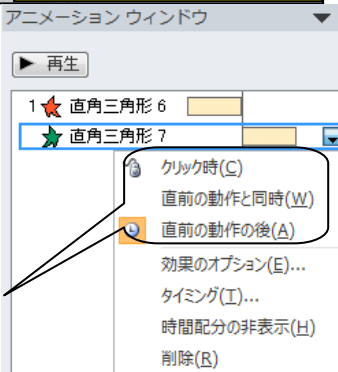 アニメーション ウィンドウ
再生
1 直角三角形 6
直角三角形 7
クリック時(C)
直前の動作と同時(W)
直前の動作の後(A)
効果のオプション(E)...
タイミング(T)...
時間配分の非表示(H)
削除(R)